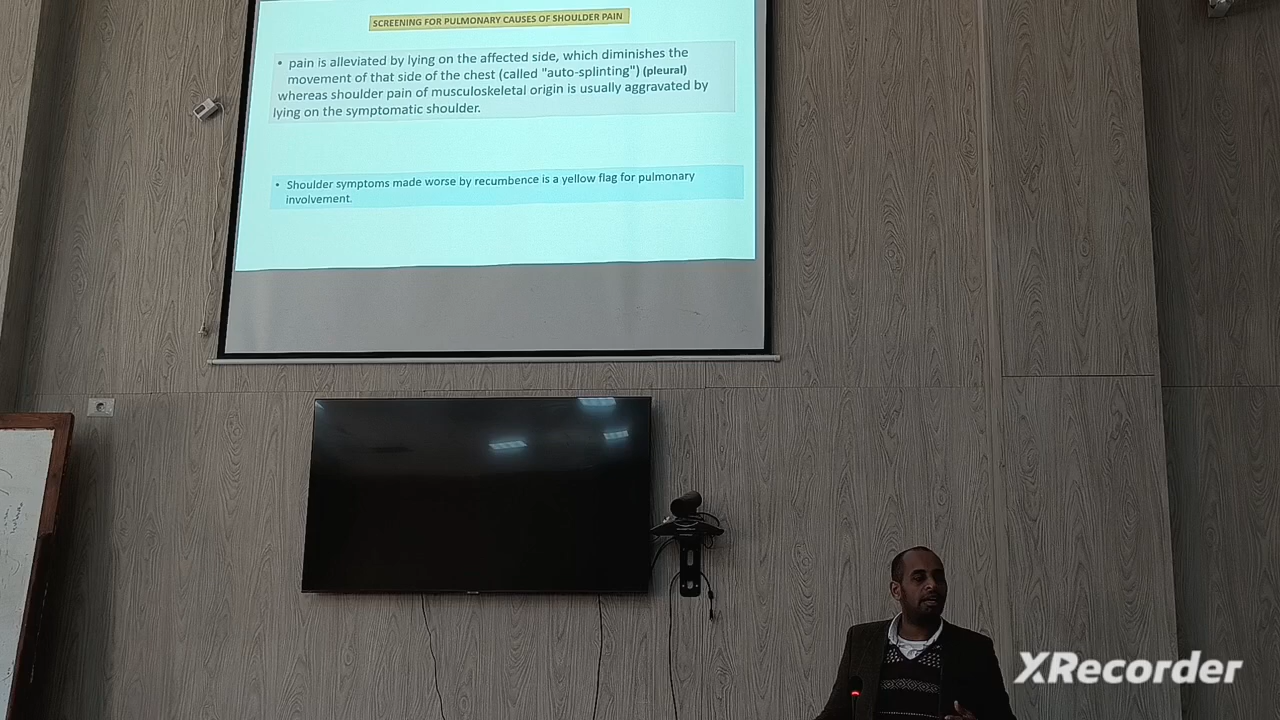 SCREENING FOR PULMONARY CAUSES OF SHOULDER PAIN
• pain is alleviated by lying on the affected side, which diminishes the
movement of that side of the chest (called "auto-splinting") (pleural)
whereas shoulder pain of musculoskeletal origin is usually aggravated by
lying on the symptomatic shoulder.
• Shoulder symptoms made worse by recumbence is a yellow flag for pulmonary
involvement.
XRecorder